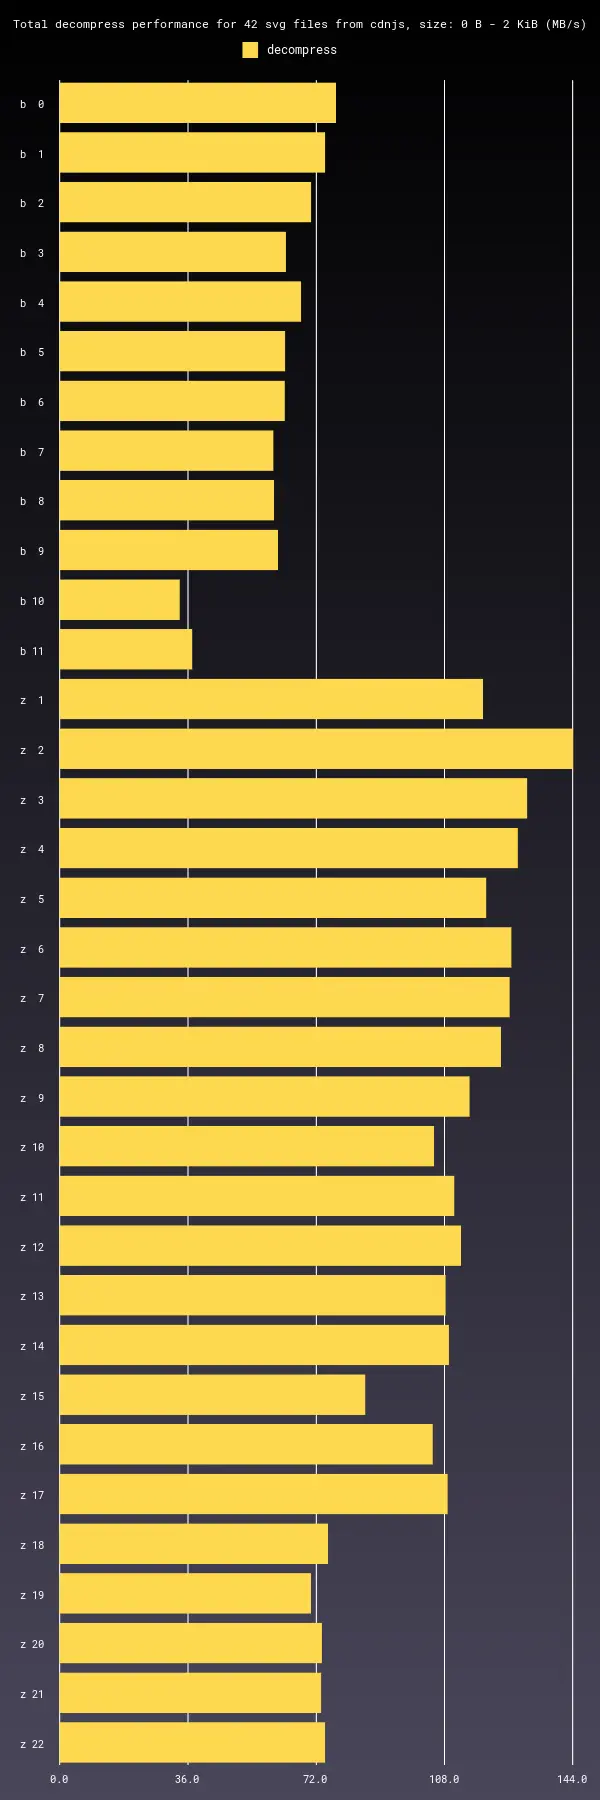 Total decompress performance for 42 svg files from cdnjs, size: 0 B - 2 KiB (MB/s)
decompress
b 0
b 1
b 2
b 3
b 4
b 5
b 6
b 7
b 8
b 9
b 10
b 11
z 1
z 2
z 3
z 4
z 5
z 6
z 7
z 8
z 9
z 10
z 11
z 12
z 13
z 14
z 15
z 16
z 17
z 18
z 19
z 20
z 21
z 22
0.0 36.0 72.0 108.0 144.0